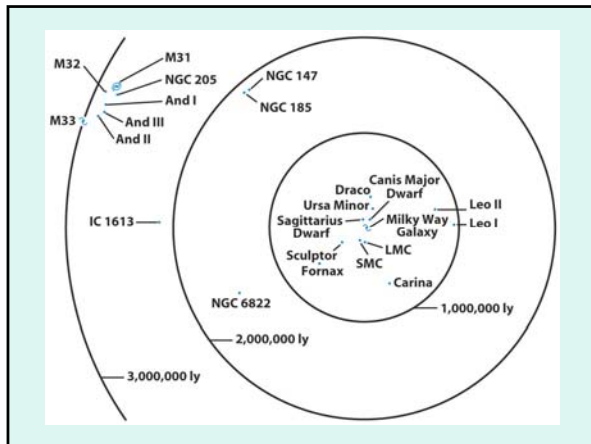 M31
M32
NGC 205
And I
And III
M33
And II
IC 1613
NGC 147
NGC 185
Canis Major
Dwarf
Draco
Ursa Minor
Leo II
Sagittarius
Dwarf
Milky Way
Galaxy
Leo I
LMC
Sculptor
SMC
Fornax
Carina
NGC 6822
1,000,000 ly
2,000,000 ly
3,000,000 ly